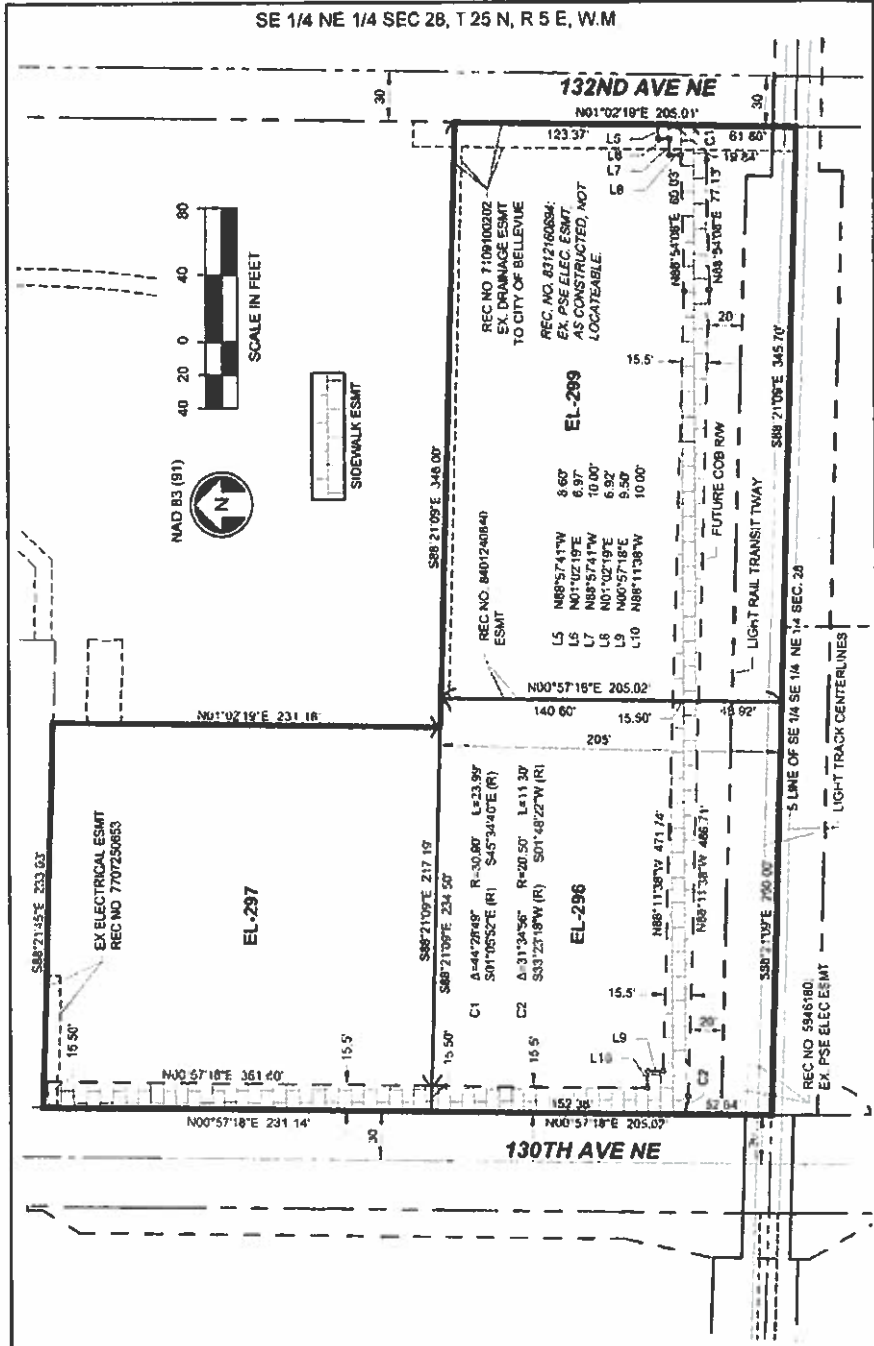 SE 1/4 NE 1/4 SEC 28, T 25 N, R 5 E, W.M.
132ND AVE NE
30
30
N01°02'19"E 205.01'
123.37'
L5
L6
L7
L8
C1
61.60'
19.84'
80
40
0
20
40
SCALE IN FEET
NAD 83 (91)
N
SIDEWALK ESMT
REC NO 7109100202
EX. DRAINAGE ESMT
TO CITY OF BELLEVUE
REC. NO. 8312160694:
EX. PSE ELEC. ESMT.
AS CONSTRUCTED, NOT
LOCATEABLE.
N88°54'08"E 60.03'
N88°54'08"E 77.13'
20
15.5'
EL-299
S88°21'09"E 348.00'
S88°21'09"E 345.70'
REC NO. 8401240840
ESMT
L5 N88°57'41"W 8.60'
L6 N01°02'19"E 6.97'
L7 N88°57'41"W 10.00'
L8 N01°02'19"E 6.92'
L9 N00°57'18"E 9.50'
L10 N88°11'38"W 10.00'
FUTURE COB R/W
LIGHT RAIL TRANSIT TWAY
N00°57'18"E 205.02'
140.60'
15.50'
48.92'
205'
S LINE OF SE 1/4 SE 1/4 NE 1/4 SEC. 28
LIGHT TRACK CENTERLINES
N01°02'19"E 231.16'
S88°21'45"E 233.83'
EX ELECTRICAL ESMT
REC NO 7707250653
EL-297
15.50'
S88°21'09"E 217.19'
S88°21'09"E 234.50'
C1 Δ=44°28'49" R=30.90' L=23.99'
S01°05'52"E (R) S45°34'40"E (R)
C2 Δ=31°34'56" R=20.50' L=11.30'
S33°23'18"W (R) S01°48'22"W (R)
EL-296
N88°11'38"W 471.74'
N88°11'38"W 466.71'
S88°21'09"E 250.00'
15.5'
20'
L9
L10
C2
REC NO 5946180
EX. PSE ELEC ESMT
N00°57'18"E 361.60'
15.5'
15.50'
15.5'
N00°57'18"E 231.14'
30
152.38'
52.64'
N00°57'18"E 205.02'
130TH AVE NE